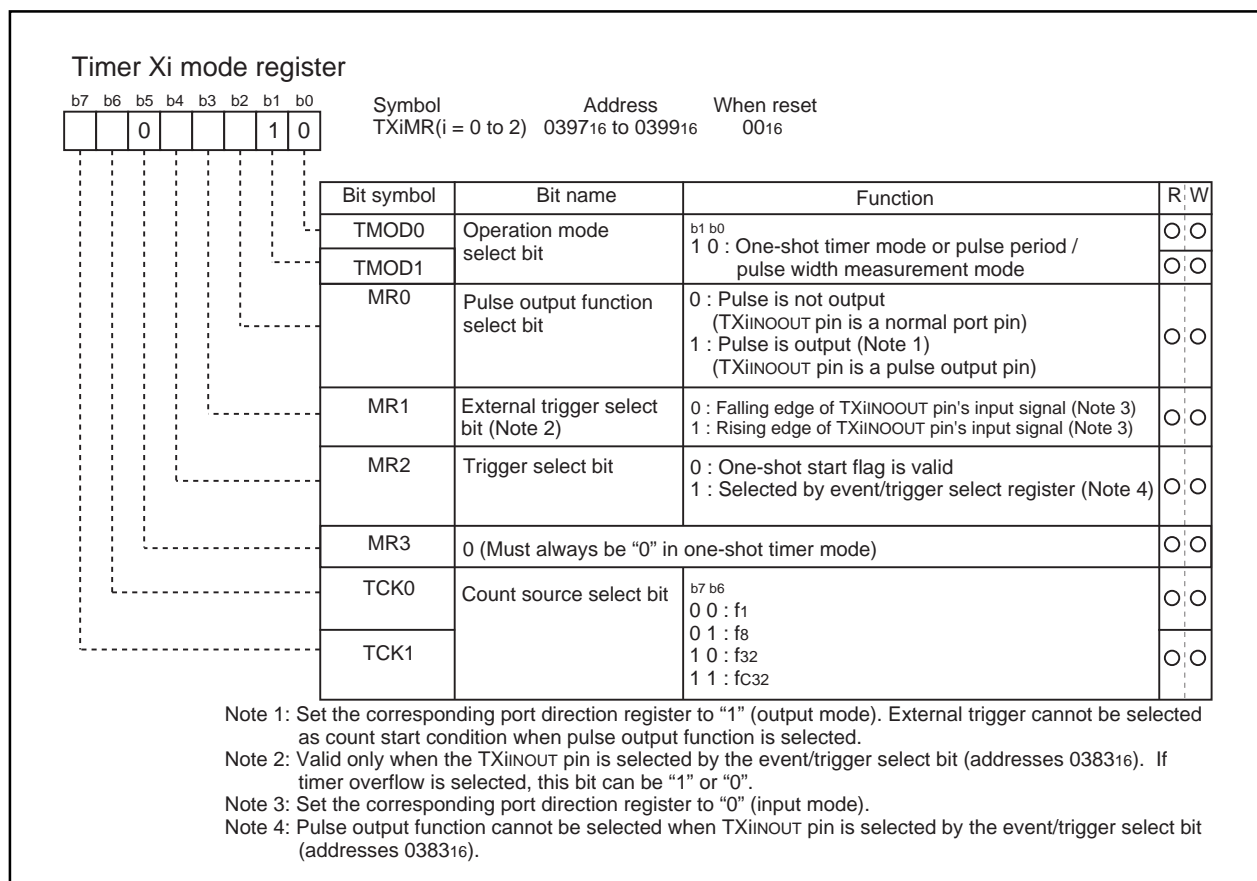 Timer Xi mode register
b7 b6 b5 b4 b3 b2 b1 b0
0 1 0
Symbol Address When reset
TXiMR(i = 0 to 2) 039716 to 039916 0016
Bit symbol Bit name Function R W
TMOD0 Operation mode select bit b1 b0
1 0 : One-shot timer mode or pulse period /
TMOD1 pulse width measurement mode
MR0 Pulse output function select bit 0 : Pulse is not output
(TXiINOOUT pin is a normal port pin)
1 : Pulse is output (Note 1)
(TXiINOOUT pin is a pulse output pin)
MR1 External trigger select bit (Note 2) 0 : Falling edge of TXiINOOUT pin's input signal (Note 3)
1 : Rising edge of TXiINOOUT pin's input signal (Note 3)
MR2 Trigger select bit 0 : One-shot start flag is valid
1 : Selected by event/trigger select register (Note 4)
MR3 0 (Must always be “0” in one-shot timer mode)
TCK0 Count source select bit b7 b6
0 0 : f1
0 1 : f8
TCK1 1 0 : f32
1 1 : fC32
Note 1: Set the corresponding port direction register to “1” (output mode). External trigger cannot be selected
as count start condition when pulse output function is selected.
Note 2: Valid only when the TXiINOUT pin is selected by the event/trigger select bit (addresses 038316). If
timer overflow is selected, this bit can be “1” or “0”.
Note 3: Set the corresponding port direction register to “0” (input mode).
Note 4: Pulse output function cannot be selected when TXiINOUT pin is selected by the event/trigger select bit
(addresses 038316).